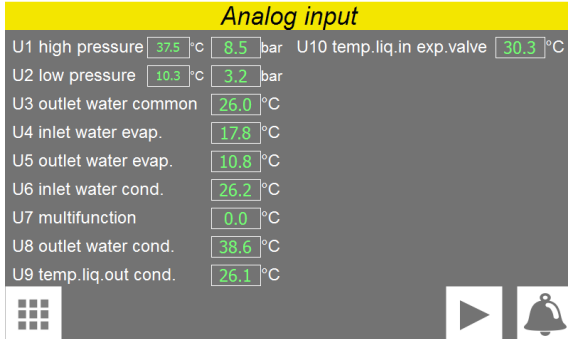 Analog input
U1 high pressure 37.5 °C 8.5 bar U10 temp.liq.in exp.valve 30.3 °C
U2 low pressure 10.3 °C 3.2 bar
U3 outlet water common 26.0 °C
U4 inlet water evap. 17.8 °C
U5 outlet water evap. 10.8 °C
U6 inlet water cond. 26.2 °C
U7 multifunction 0.0 °C
U8 outlet water cond. 38.6 °C
U9 temp.liq.out cond. 26.1 °C